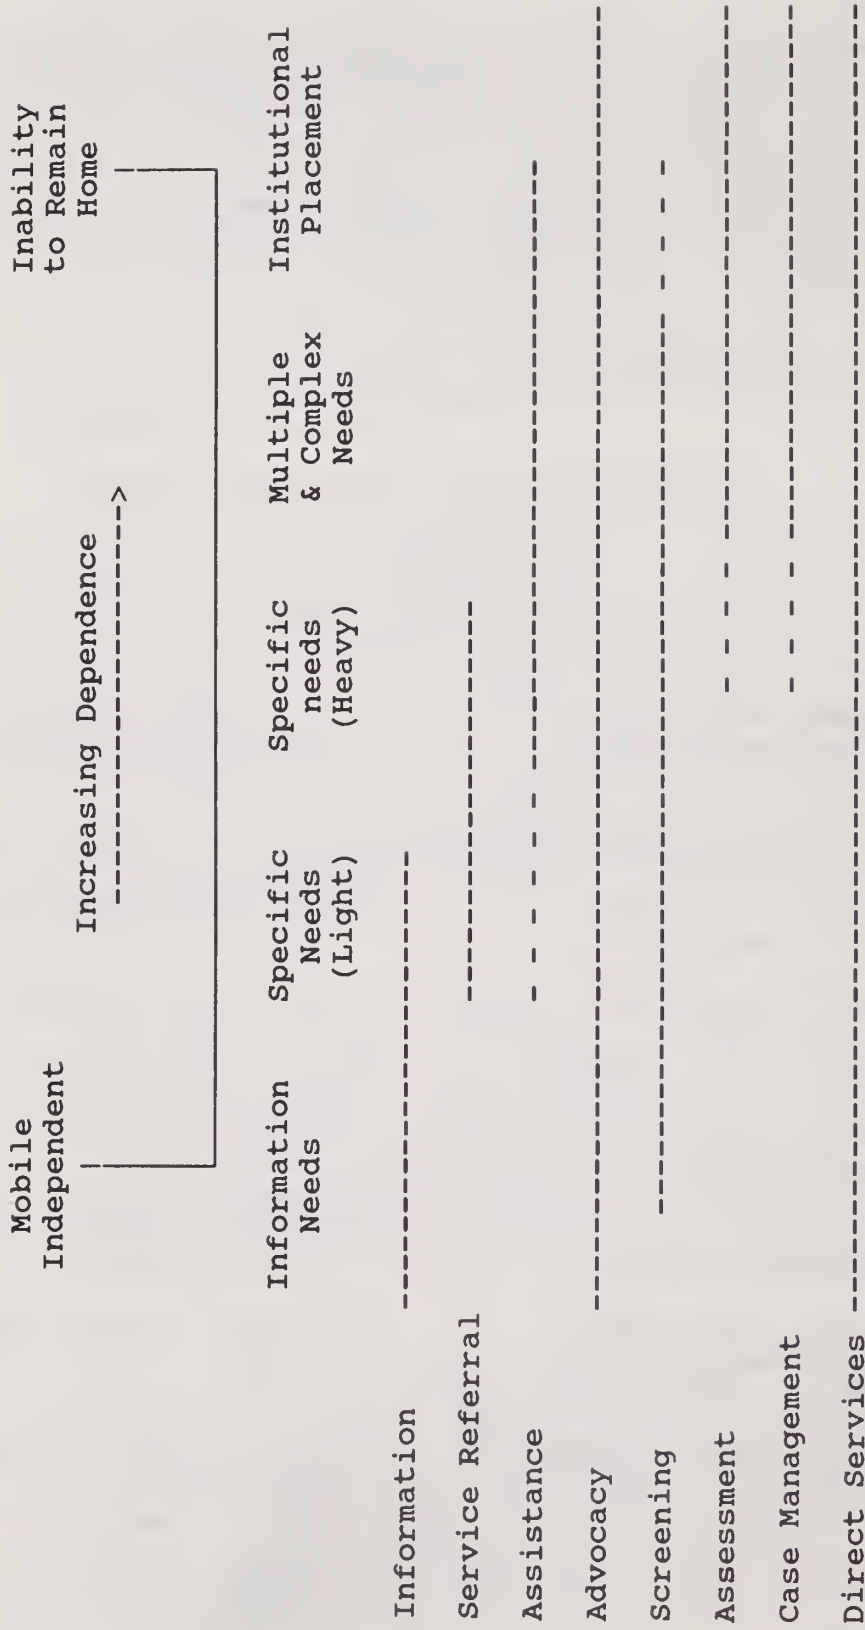 Mobile
Independent
Increasing Dependence
---------------------->
Inability
to Remain
Home
Information
Needs
Specific
Needs
(Light)
Specific
needs
(Heavy)
Multiple
& Complex
Needs
Institutional
Placement
Information
Service Referral
Assistance
Advocacy
Screening
Assessment
Case Management
Direct Services